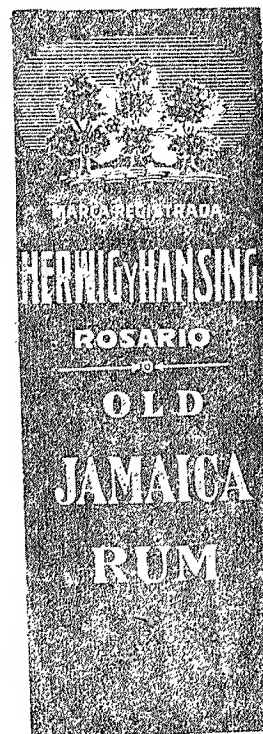 MARCA REGISTRADA
HERWIG Y HANSING
ROSARIO
OLD
JAMAICA
RUM